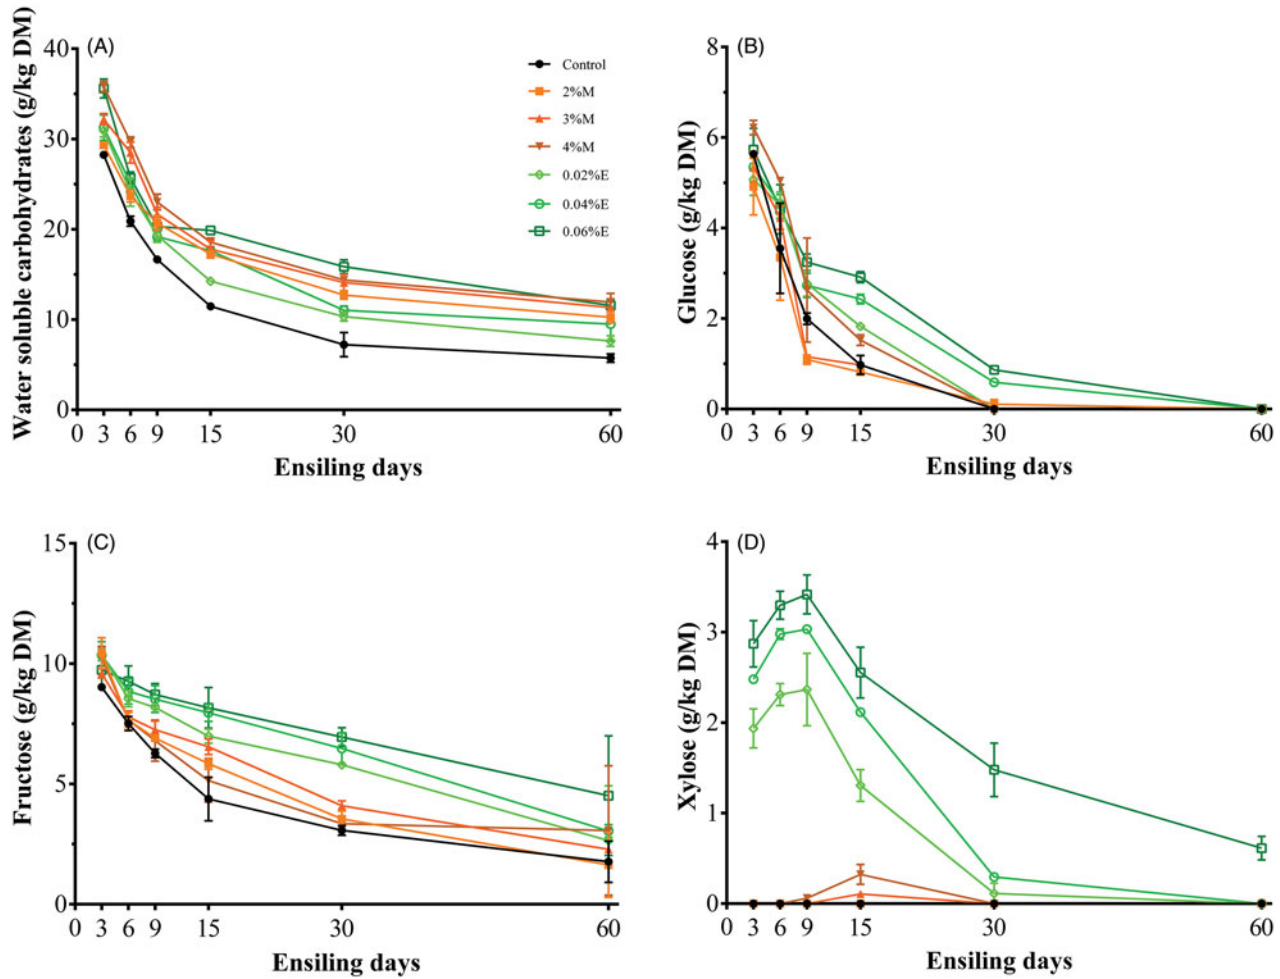 (A)
Water soluble carbohydrates (g/kg DM)
40
30
20
10
0
0 3 6 9 15 30 60
Ensiling days
Control
2%M
3%M
4%M
0.02%E
0.04%E
0.06%E
(B)
Glucose (g/kg DM)
8
6
4
2
0
0 3 6 9 15 30 60
Ensiling days
(C)
Fructose (g/kg DM)
15
10
5
0
0 3 6 9 15 30 60
Ensiling days
(D)
Xylose (g/kg DM)
4
3
2
1
0
0 3 6 9 15 30 60
Ensiling days